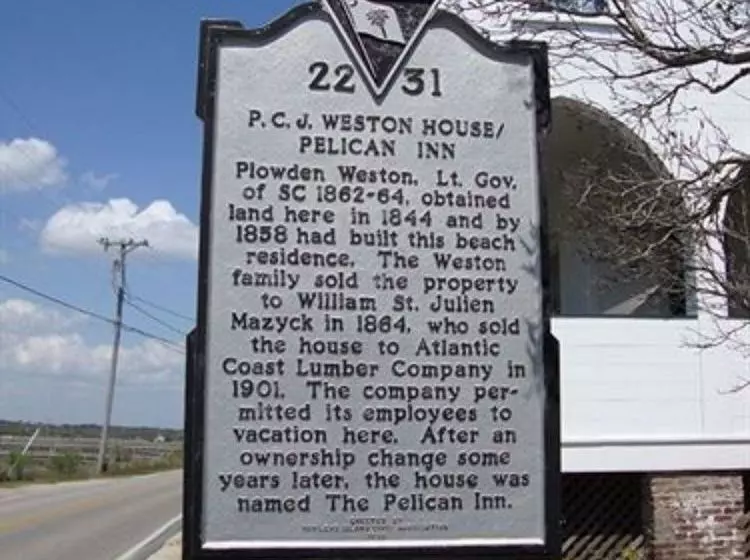 22 31
P.C.J. WESTON HOUSE/
PELICAN INN
Plowden Weston, Lt. Gov.
of SC 1862-64, obtained
land here in 1844 and by
1858 had built this beach
residence. The Weston
family sold the property
to William St. Julien
Mazyck in 1864, who sold
the house to Atlantic
Coast Lumber Company in
1901. The company per-
mitted its employees to
vacation here. After an
ownership change some
years later, the house was
named The Pelican Inn.
ERECTED BY